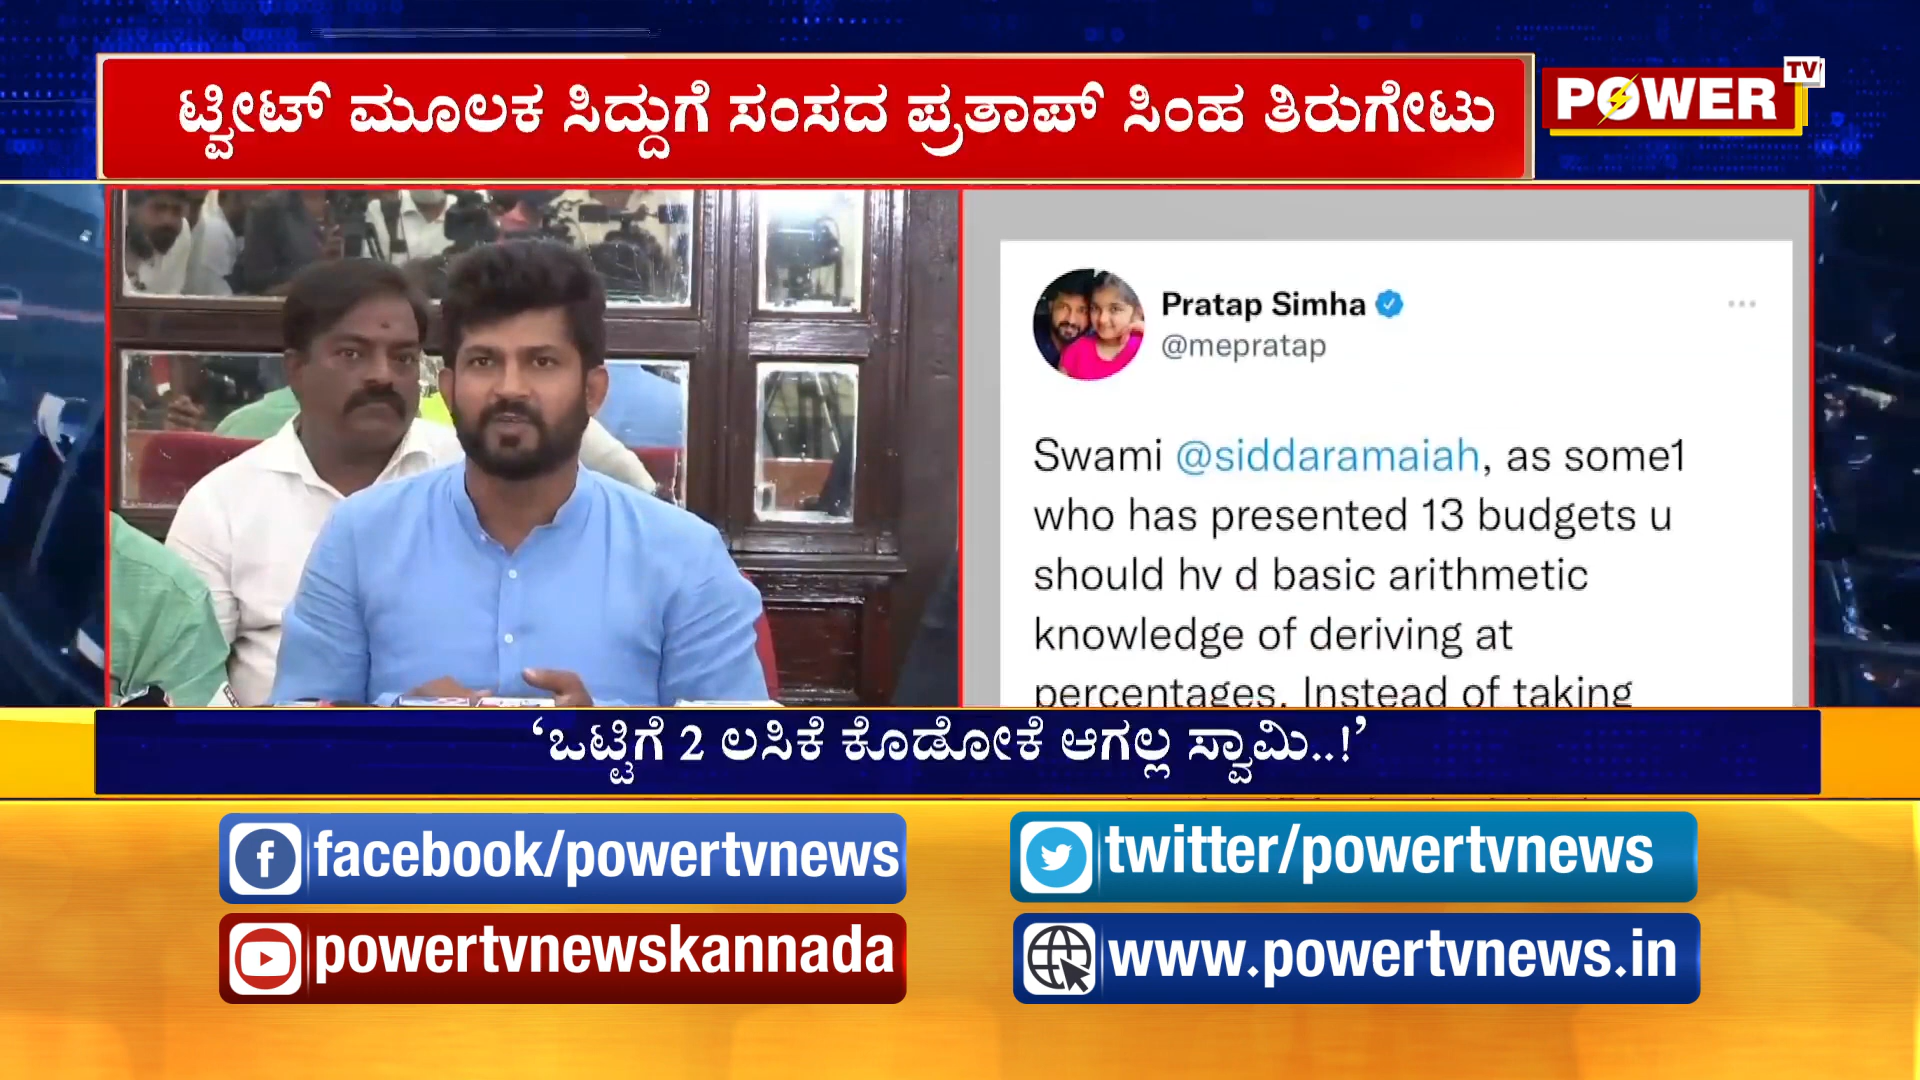 ಟ್ವೀಟ್ ಮೂಲಕ ಸಿದ್ದುಗೆ ಸಂಸದ ಪ್ರತಾಪ್ ಸಿಂಹ ತಿರುಗೇಟು
POWER TV
Pratap Simha
@mepratap
Swami @siddaramaiah, as some1
who has presented 13 budgets u
should hv d basic arithmetic
knowledge of deriving at
percentages. Instead of taking
‘ಒಟ್ಟಿಗೆ 2 ಲಸಿಕೆ ಕೊಡೋಕೆ ಆಗಲ್ಲ ಸ್ವಾಮಿ..!’
facebook/powertvnews
twitter/powertvnews
powertvnewskannada
www.powertvnews.in